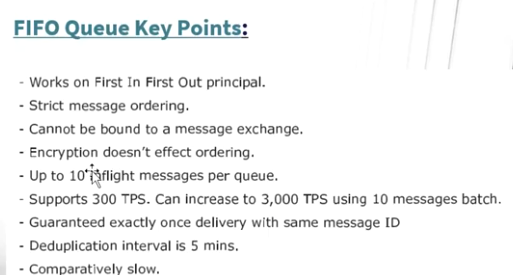 FIFO Queue Key Points:
- Works on First In First Out principal.
- Strict message ordering.
- Cannot be bound to a message exchange.
- Encryption doesn't effect ordering.
- Up to 10 flight messages per queue.
- Supports 300 TPS. Can increase to 3,000 TPS using 10 messages batch.
- Guaranteed exactly once delivery with same message ID
- Deduplication interval is 5 mins.
- Comparatively slow.